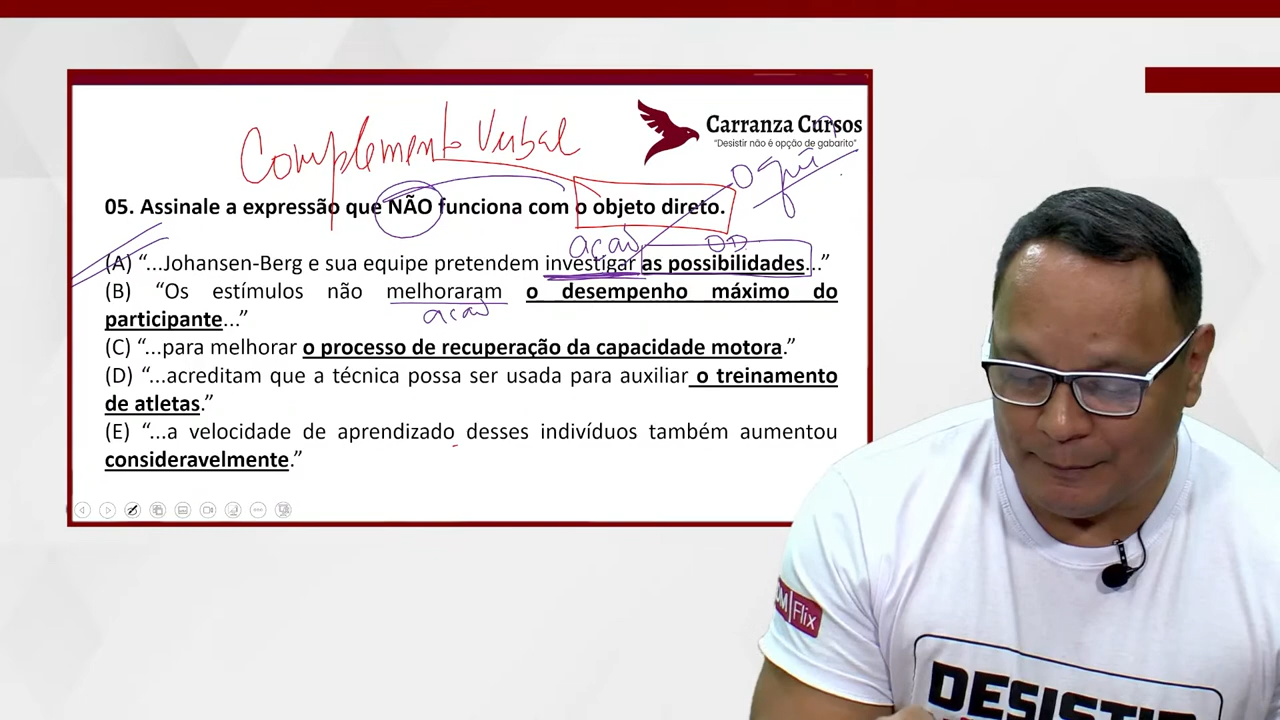 Complemento Verbal
Carranza Cursos
"Desistir não é opção de gabarito"
O quê?
05. Assinale a expressão que NÃO funciona com o objeto direto.
ação OD
(A) “...Johansen-Berg e sua equipe pretendem investigar as possibilidades...”
(B) “Os estímulos não melhoraram o desempenho máximo do
ação
participante...”
(C) “...para melhorar o processo de recuperação da capacidade motora.”
(D) “...acreditam que a técnica possa ser usada para auxiliar o treinamento
de atletas.”
(E) “...a velocidade de aprendizado desses indivíduos também aumentou
consideravelmente.”
Flix
DESISTIR